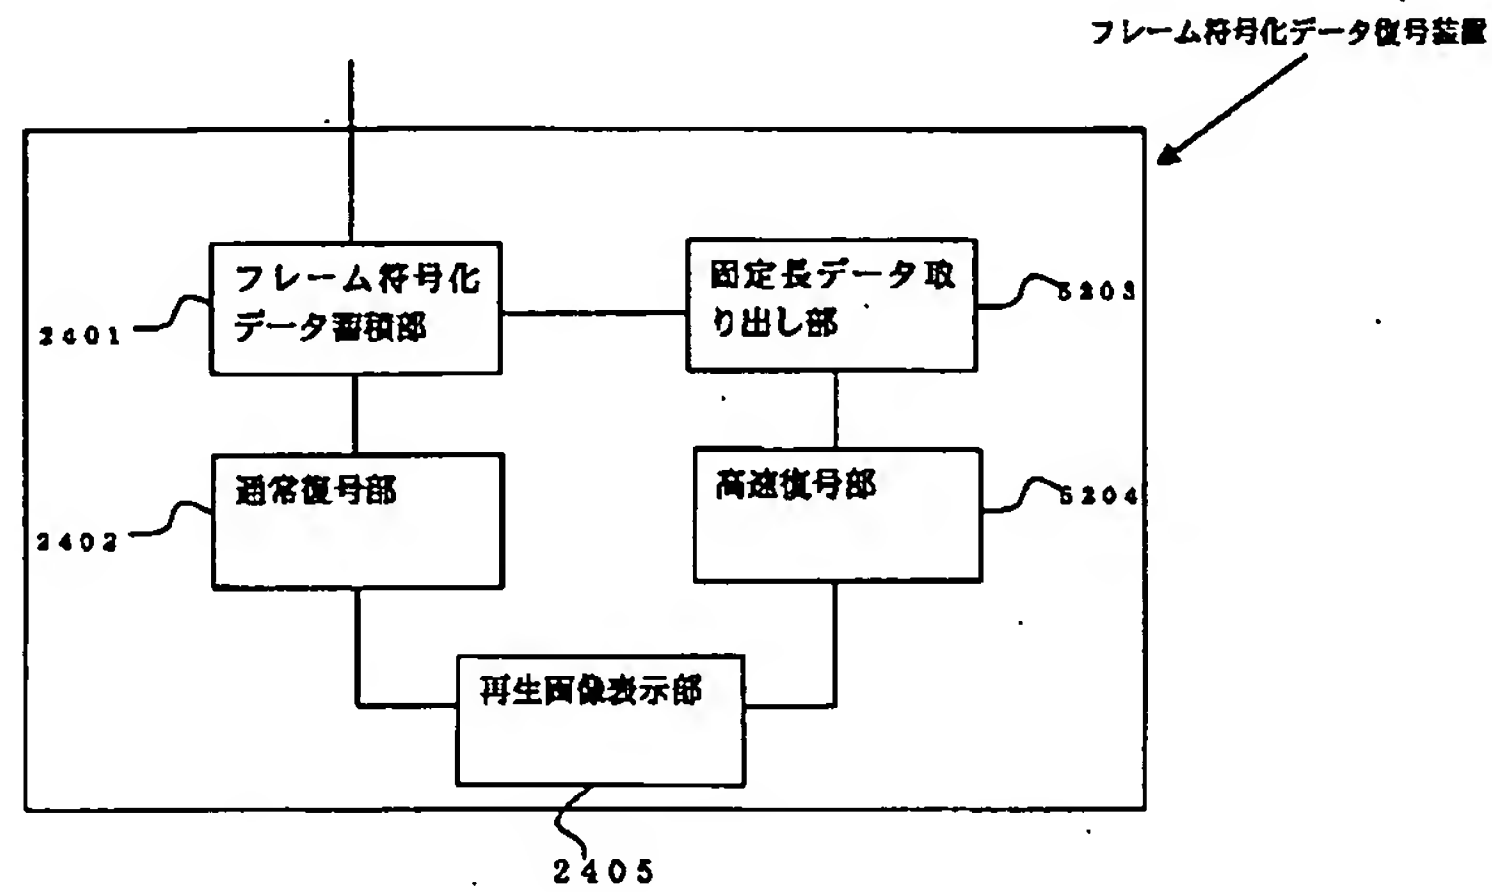 フレーム符号化データ復号装置
フレーム符号化
データ蓄積部
固定長データ取
り出し部
2401
5203
通常復号部
高速復号部
2402
5204
再生画像表示部
2405